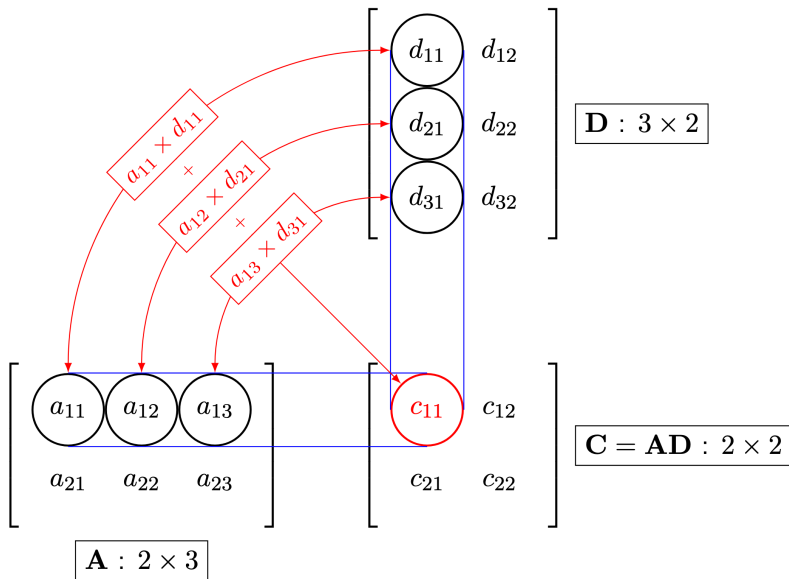 d₁₁ d₁₂
a₁₁ × d₁₁
+
d₂₁ d₂₂
D : 3 × 2
a₁₂ × d₂₁
+
d₃₁ d₃₂
a₁₃ × d₃₁
a₁₁ a₁₂ a₁₃
c₁₁ c₁₂
C = AD : 2 × 2
a₂₁ a₂₂ a₂₃
c₂₁ c₂₂
A : 2 × 3